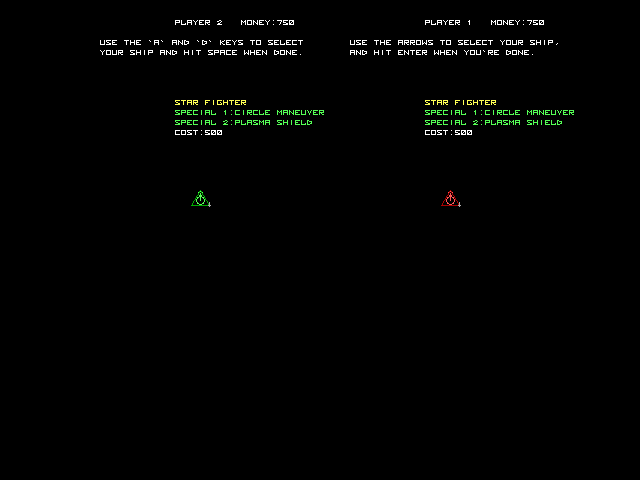 PLAYER 2 MONEY:750
USE THE 'A' AND 'D' KEYS TO SELECT
YOUR SHIP AND HIT SPACE WHEN DONE.
STAR FIGHTER
SPECIAL 1:CIRCLE MANEUVER
SPECIAL 2:PLASMA SHIELD
COST:500
PLAYER 1 MONEY:750
USE THE ARROWS TO SELECT YOUR SHIP,
AND HIT ENTER WHEN YOU'RE DONE.
STAR FIGHTER
SPECIAL 1:CIRCLE MANEUVER
SPECIAL 2:PLASMA SHIELD
COST:500